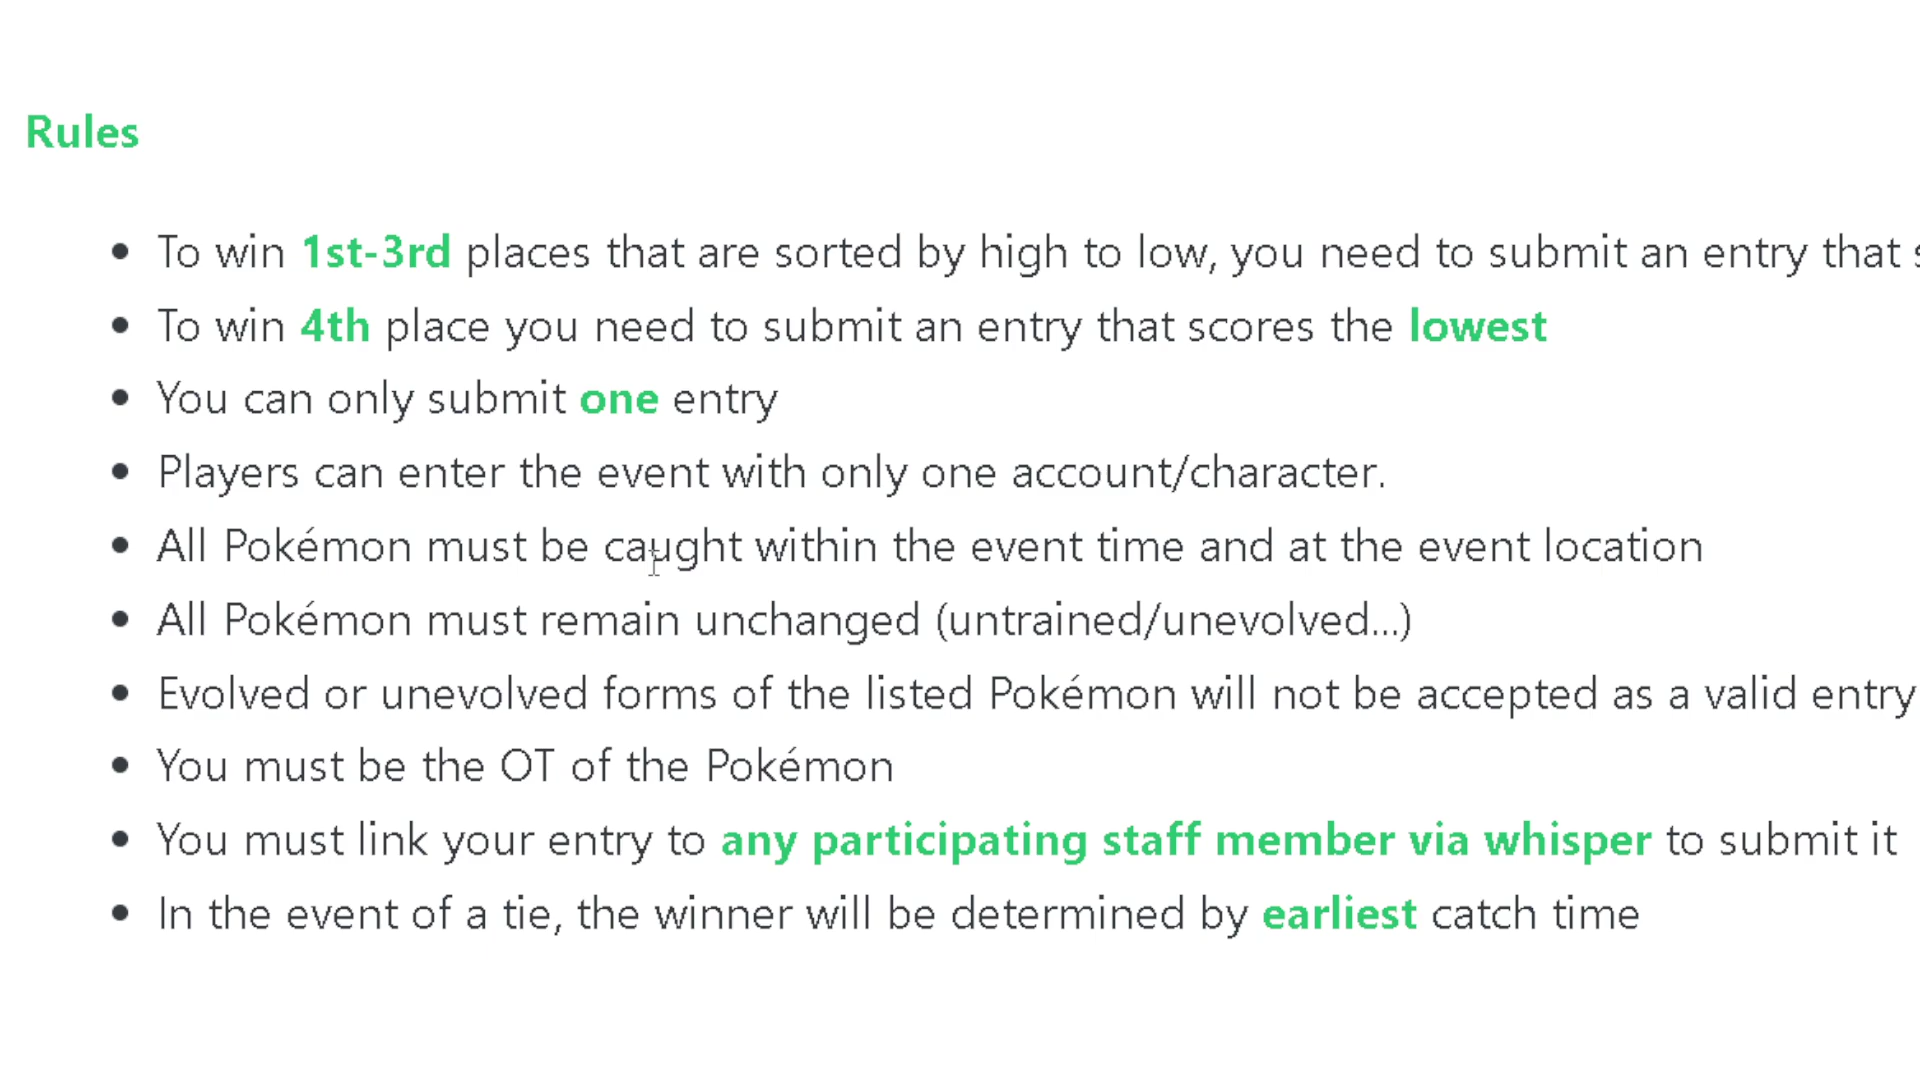 Rules
To win 1st-3rd places that are sorted by high to low, you need to submit an entry that
To win 4th place you need to submit an entry that scores the lowest
You can only submit one entry
Players can enter the event with only one account/character.
All Pokémon must be caught within the event time and at the event location
All Pokémon must remain unchanged (untrained/unevolved...)
Evolved or unevolved forms of the listed Pokémon will not be accepted as a valid entry
You must be the OT of the Pokémon
You must link your entry to any participating staff member via whisper to submit it
In the event of a tie, the winner will be determined by earliest catch time